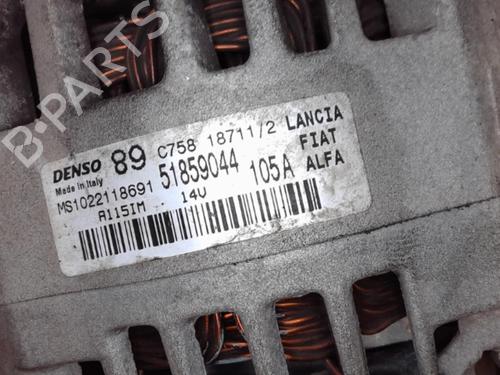 B-PARTS
DENSO 89 C758 18711/2 LANCIA
Made in Italy 51859044 FIAT
MS1022118691 105A ALFA
A115IM 14V